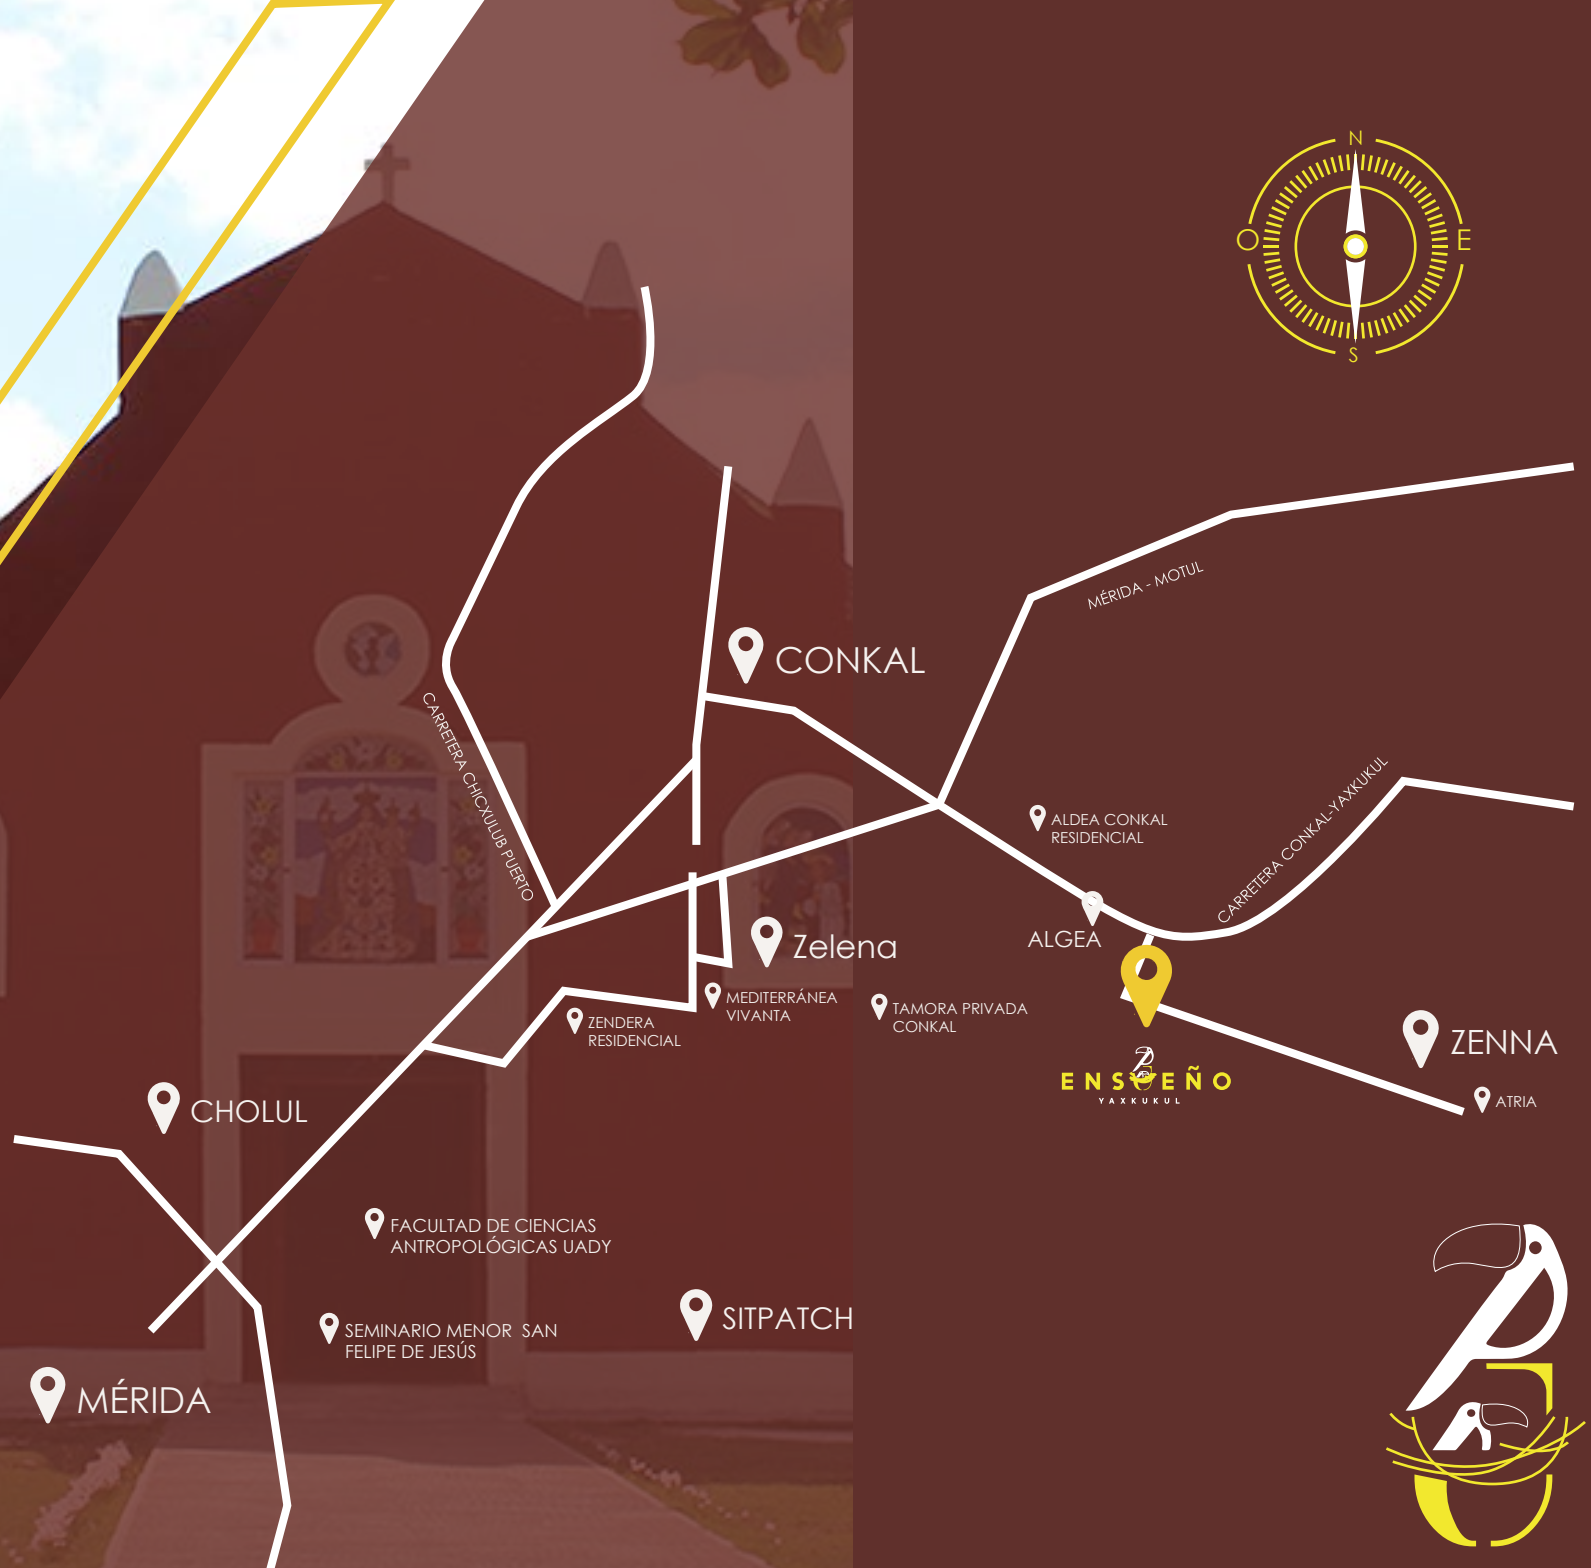 N
O
E
S
MÉRIDA - MOTUL
CONKAL
CARRETERA CHICXULUB PUERTO
CARRETERA CONKAL-YAXKUKUL
ALDEA CONKAL
RESIDENCIAL
ALGEA
Zelena
MEDITERRÁNEA
VIVANTA
TAMORA PRIVADA
CONKAL
ZENDERA
RESIDENCIAL
ZENNA
ENSUEÑO
YAXKUKUL
ATRIA
CHOLUL
FACULTAD DE CIENCIAS
ANTROPOLÓGICAS UADY
SITPATCH
SEMINARIO MENOR SAN
FELIPE DE JESÚS
MÉRIDA